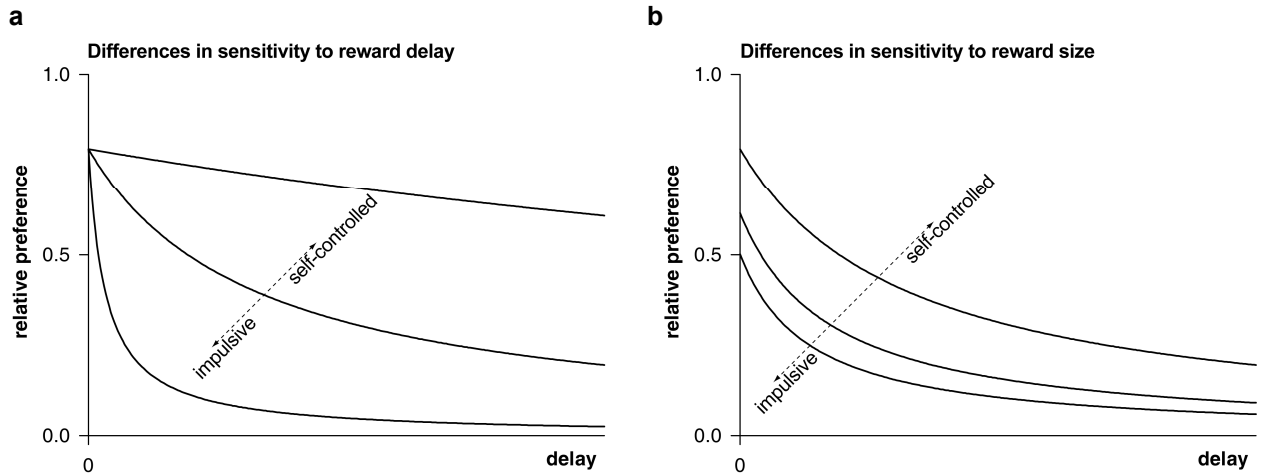 a
Differences in sensitivity to reward delay
1.0
0.5
0.0
relative preference
self-controlled
impulsive
0
delay
b
Differences in sensitivity to reward size
1.0
0.5
0.0
relative preference
self-controlled
impulsive
0
delay